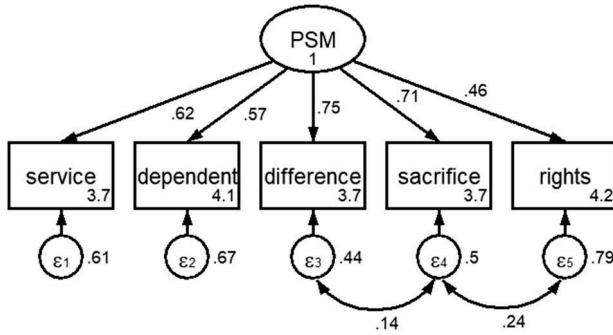 PSM
1
.62 .57 .75 .71 .46
service dependent difference sacrifice rights
3.7 4.1 3.7 3.7 4.2
ε1 .61 ε2 .67 ε3 .44 ε4 .5 ε5 .79
.14 .24